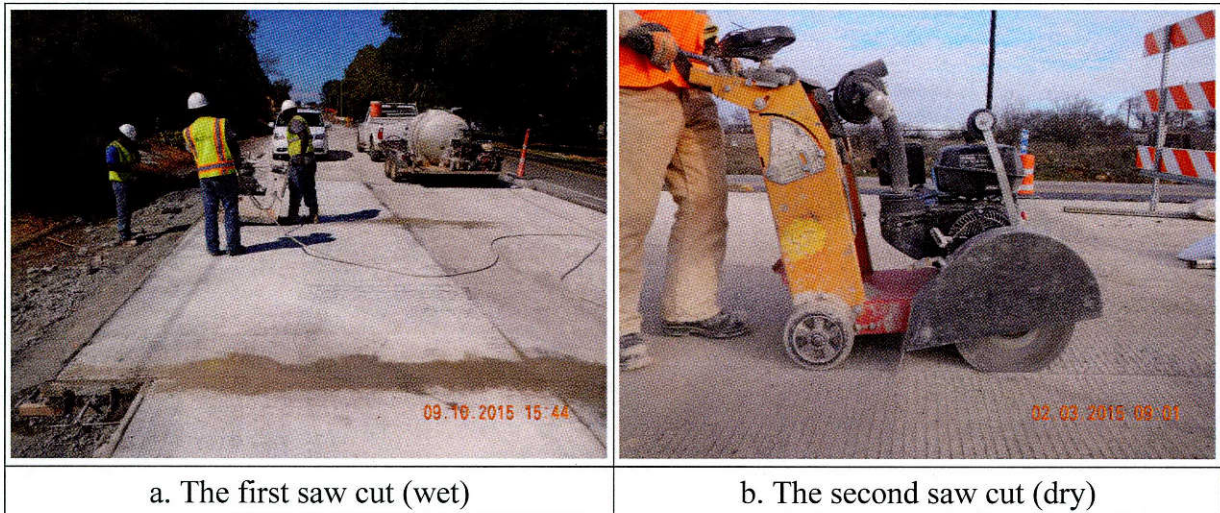 09.10.2015 15:44
02.03.2015 09:01
a. The first saw cut (wet)
b. The second saw cut (dry)